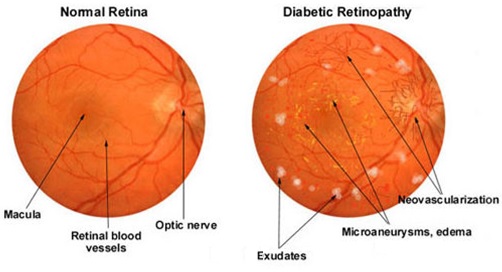 Normal Retina
Diabetic Retinopathy
Macula
Retinal blood
vessels
Optic nerve
Neovascularization
Microaneurysms, edema
Exudates